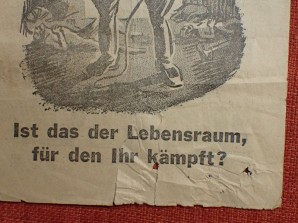 Ist das der Lebensraum,
für den Ihr kämpft?